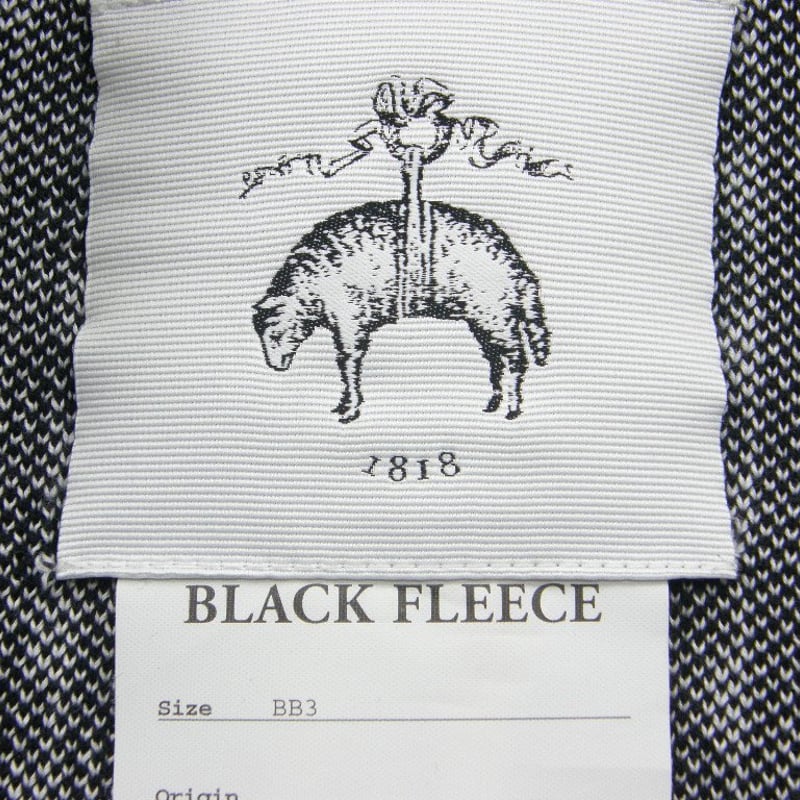 1818
BLACK FLEECE
Size BB3
Origin